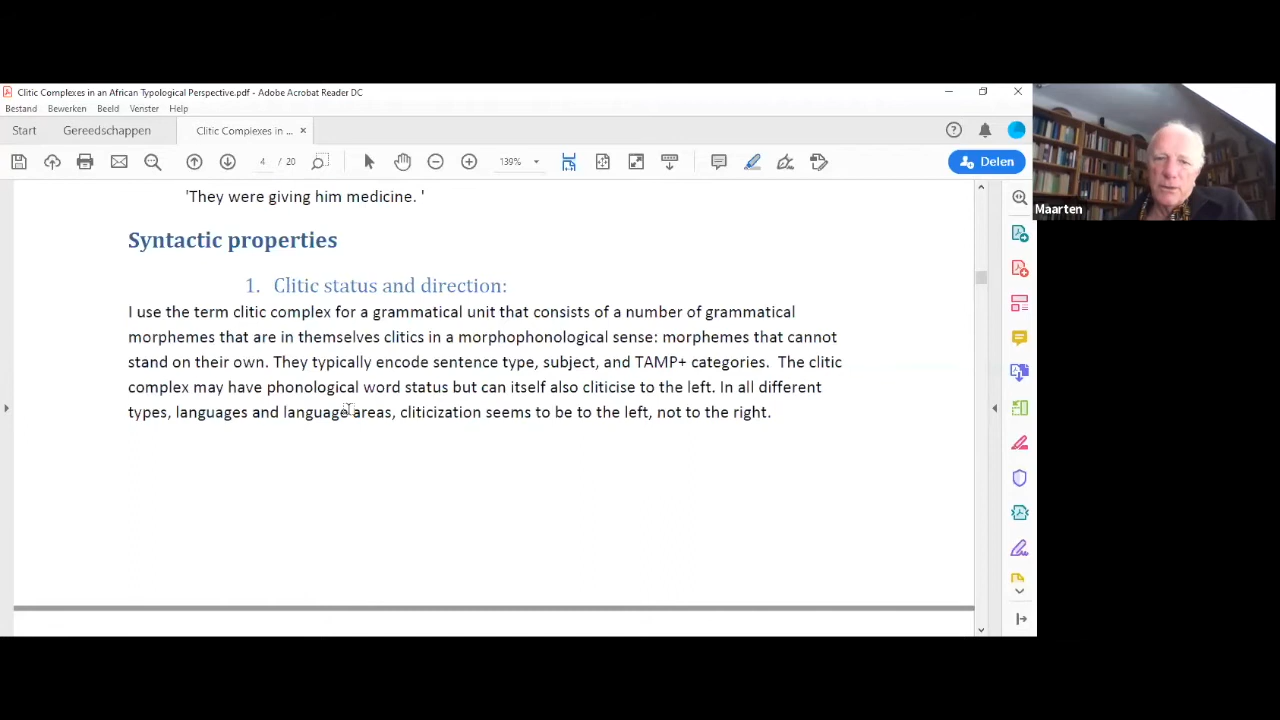 Clitic Complexes in an African Typological Perspective.pdf - Adobe Acrobat Reader DC
Bestand Bewerken Beeld Venster Help
Start Gereedschappen Clitic Complexes in ... ×
4 / 20 139% Delen
Maarten
'They were giving him medicine. '
Syntactic properties
1. Clitic status and direction:
I use the term clitic complex for a grammatical unit that consists of a number of grammatical
morphemes that are in themselves clitics in a morphophonological sense: morphemes that cannot
stand on their own. They typically encode sentence type, subject, and TAMP+ categories. The clitic
complex may have phonological word status but can itself also cliticise to the left. In all different
types, languages and language areas, cliticization seems to be to the left, not to the right.